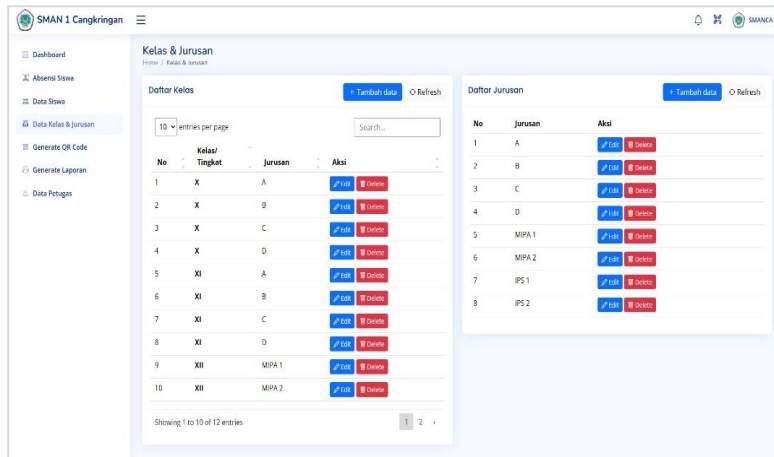 SMAN 1 Cangkringan
SMANCA
Dashboard
Absensi Siswa
Data Siswa
Data Kelas & Jurusan
Generate QR Code
Generate Laporan
Data Petugas
Kelas & Jurusan
Home / Kelas & Jurusan
Daftar Kelas
+ Tambah data Refresh
10 entries per page Search...
No Kelas/ Tingkat Jurusan Aksi
1 X A Edit Delete
2 X B Edit Delete
3 X C Edit Delete
4 X D Edit Delete
5 XI A Edit Delete
6 XI B Edit Delete
7 XI C Edit Delete
8 XI D Edit Delete
9 XII MIPA 1 Edit Delete
10 XII MIPA 2 Edit Delete
Showing 1 to 10 of 12 entries 1 2 ›
Daftar Jurusan
+ Tambah data Refresh
No Jurusan Aksi
1 A Edit Delete
2 B Edit Delete
3 C Edit Delete
4 D Edit Delete
5 MIPA 1 Edit Delete
6 MIPA 2 Edit Delete
7 IPS 1 Edit Delete
8 IPS 2 Edit Delete